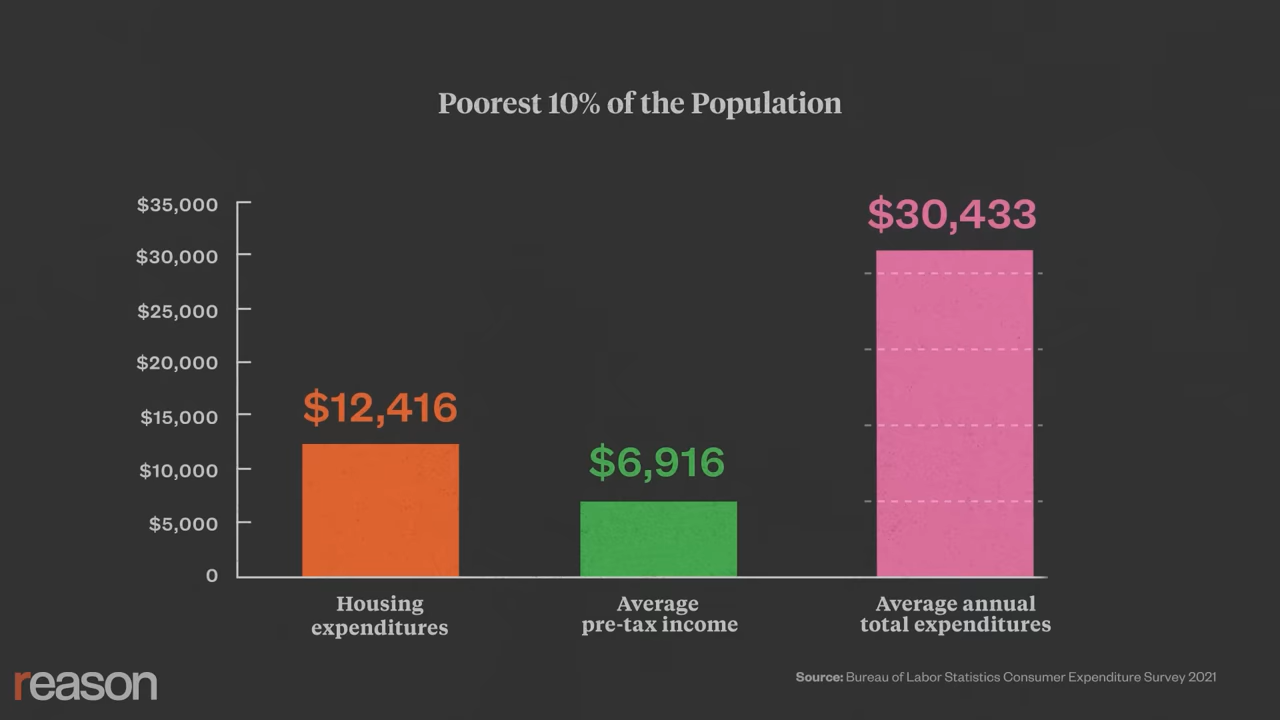 Poorest 10% of the Population
$35,000
$30,000
$25,000
$20,000
$15,000
$10,000
$5,000
0
$12,416
$6,916
$30,433
Housing
expenditures
Average
pre-tax income
Average annual
total expenditures
reason
Source: Bureau of Labor Statistics Consumer Expenditure Survey 2021